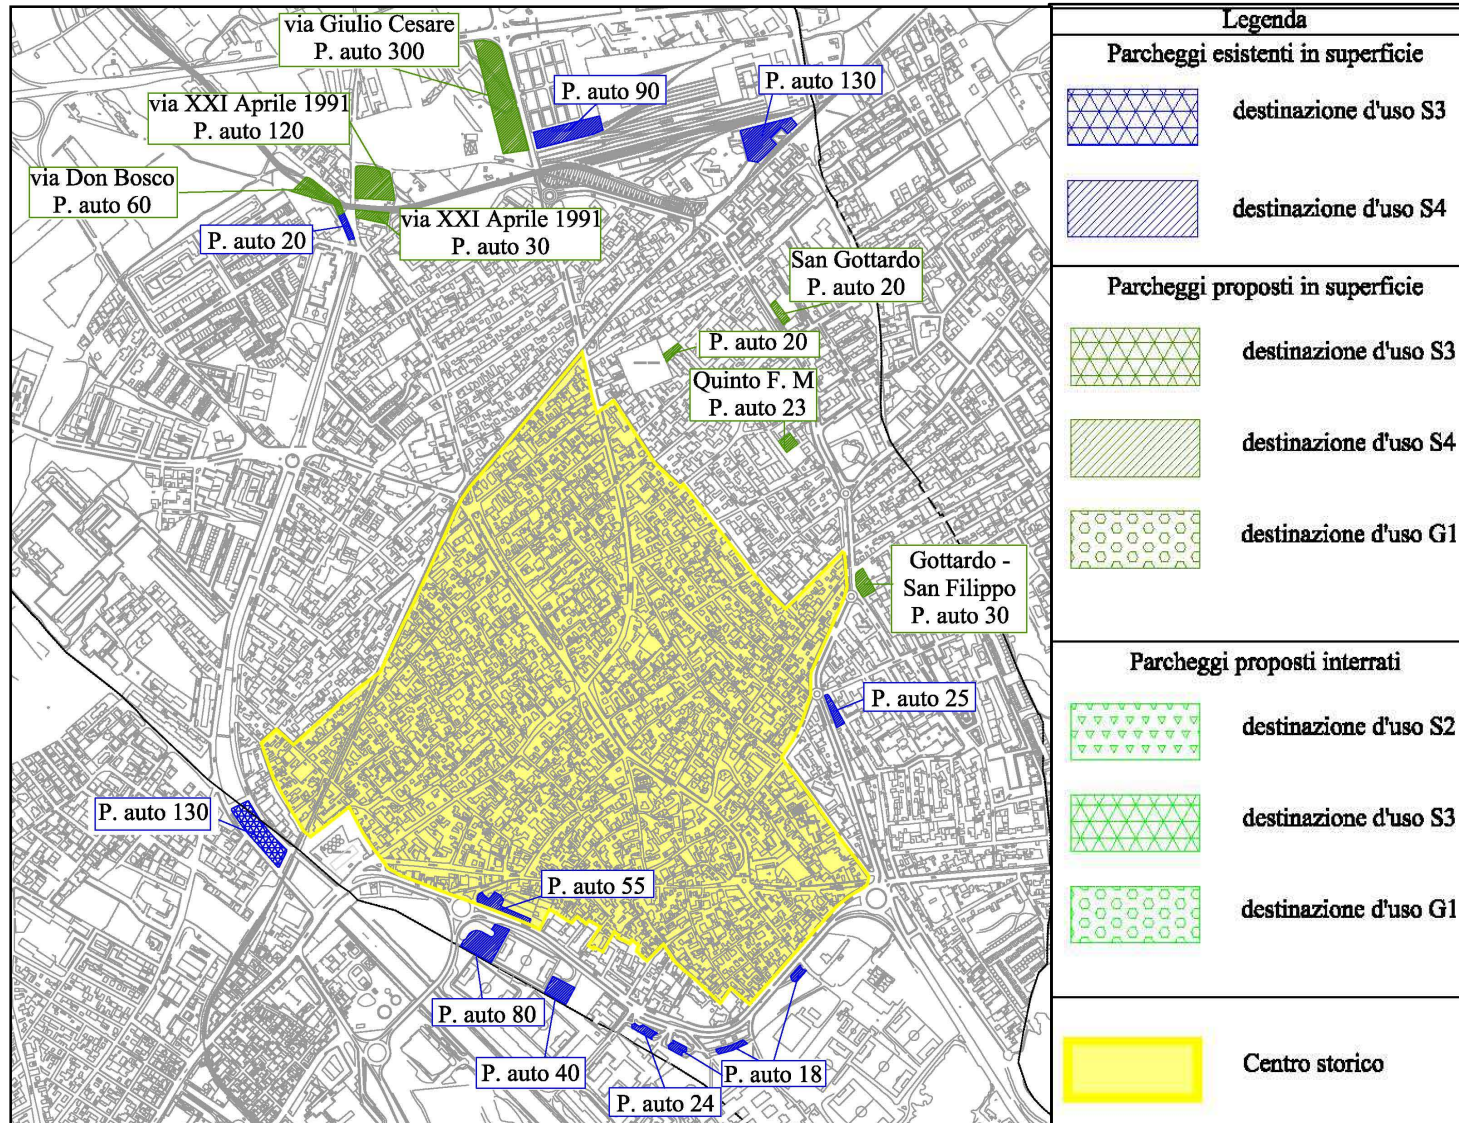 via Giulio Cesare
P. auto 300
P. auto 90
P. auto 130
via XXI Aprile 1991
P. auto 120
via Don Bosco
P. auto 60
P. auto 20
via XXI Aprile 1991
P. auto 30
San Gottardo
P. auto 20
P. auto 20
Quinto F. M
P. auto 23
Gottardo -
San Filippo
P. auto 30
P. auto 25
P. auto 130
P. auto 55
P. auto 80
P. auto 40
P. auto 24
P. auto 18
Legenda
Parcheggi esistenti in superficie
destinazione d'uso S3
destinazione d'uso S4
Parcheggi proposti in superficie
destinazione d'uso S3
destinazione d'uso S4
destinazione d'uso G1
Parcheggi proposti interrati
destinazione d'uso S2
destinazione d'uso S3
destinazione d'uso G1
Centro storico